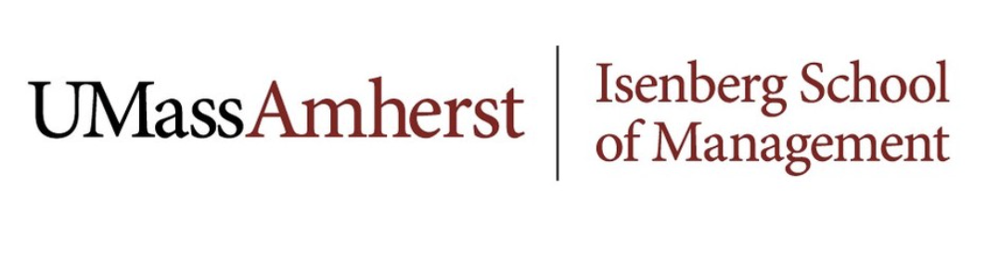 UMassAmherst
Isenberg School
of Management